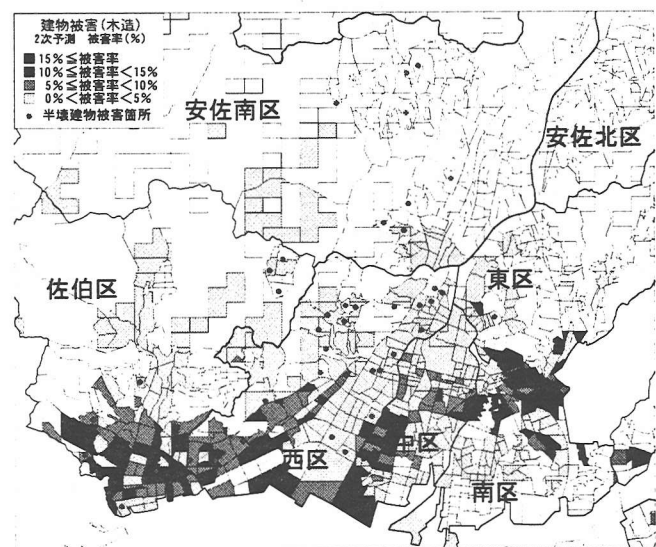 建物被害(木造)
2次予測 被害率(%)
15%≦被害率
10%≦被害率<15%
5%≦被害率<10%
0%<被害率<5%
半壊建物被害箇所
安佐南区
安佐北区
佐伯区
東区
西区
中区
南区